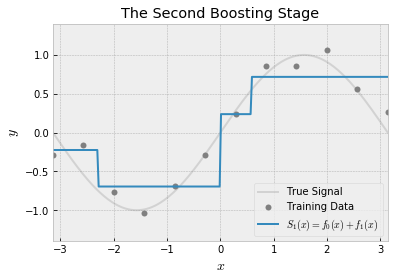 The Second Boosting Stage
1.0
0.5
0.0
−0.5
−1.0
y
−3
−2
−1
0
1
2
3
x
True Signal
Training Data
S₁(x) = f₀(x) + f₁(x)